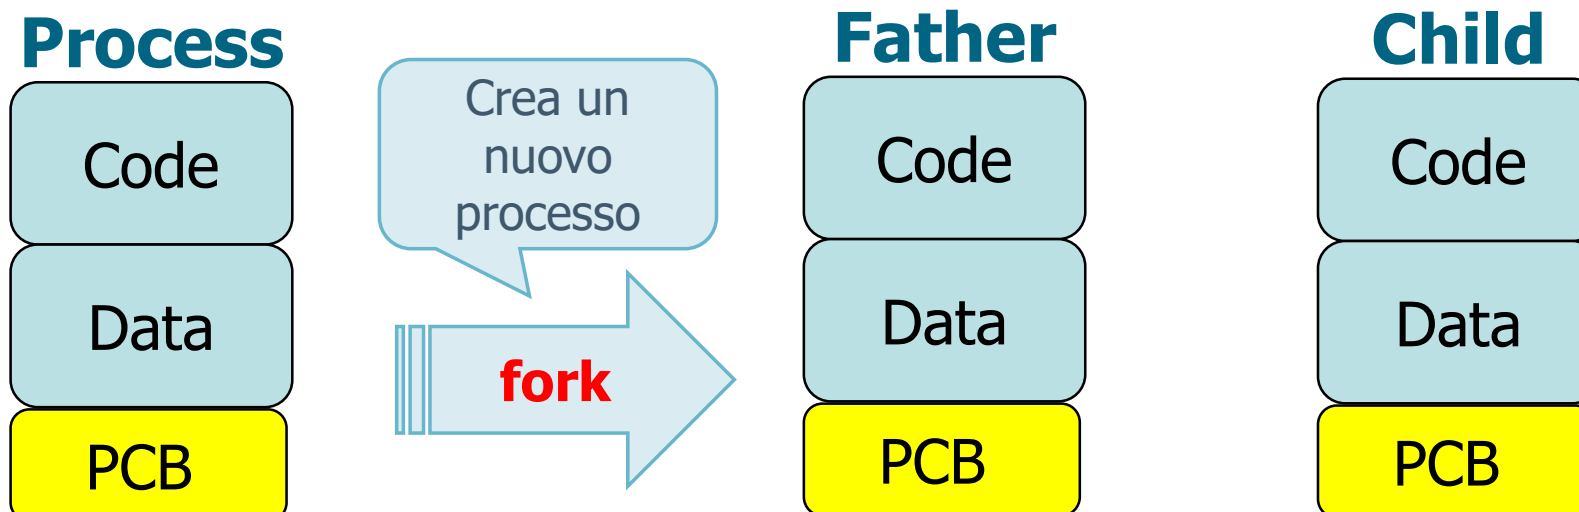 Process
Code
Data
PCB
Crea un
nuovo
processo
fork
Father
Code
Data
PCB
Child
Code
Data
PCB